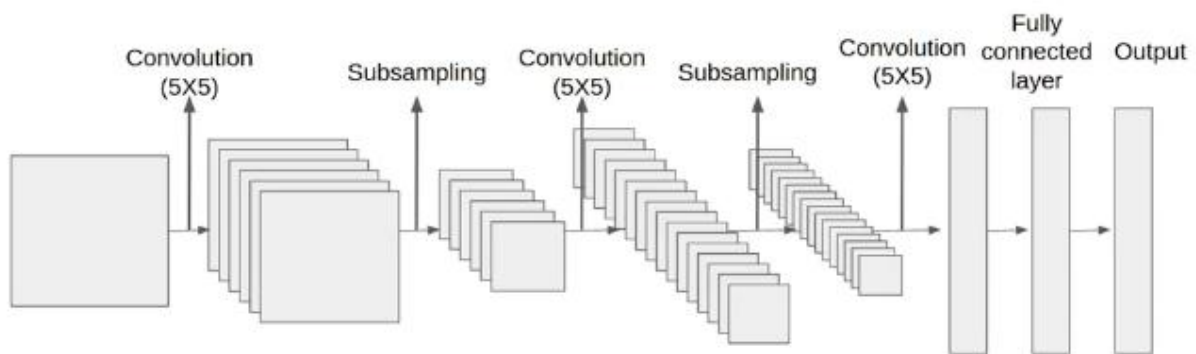 Convolution
(5X5)
Subsampling
Convolution
(5X5)
Subsampling
Convolution
(5X5)
Fully
connected
layer
Output